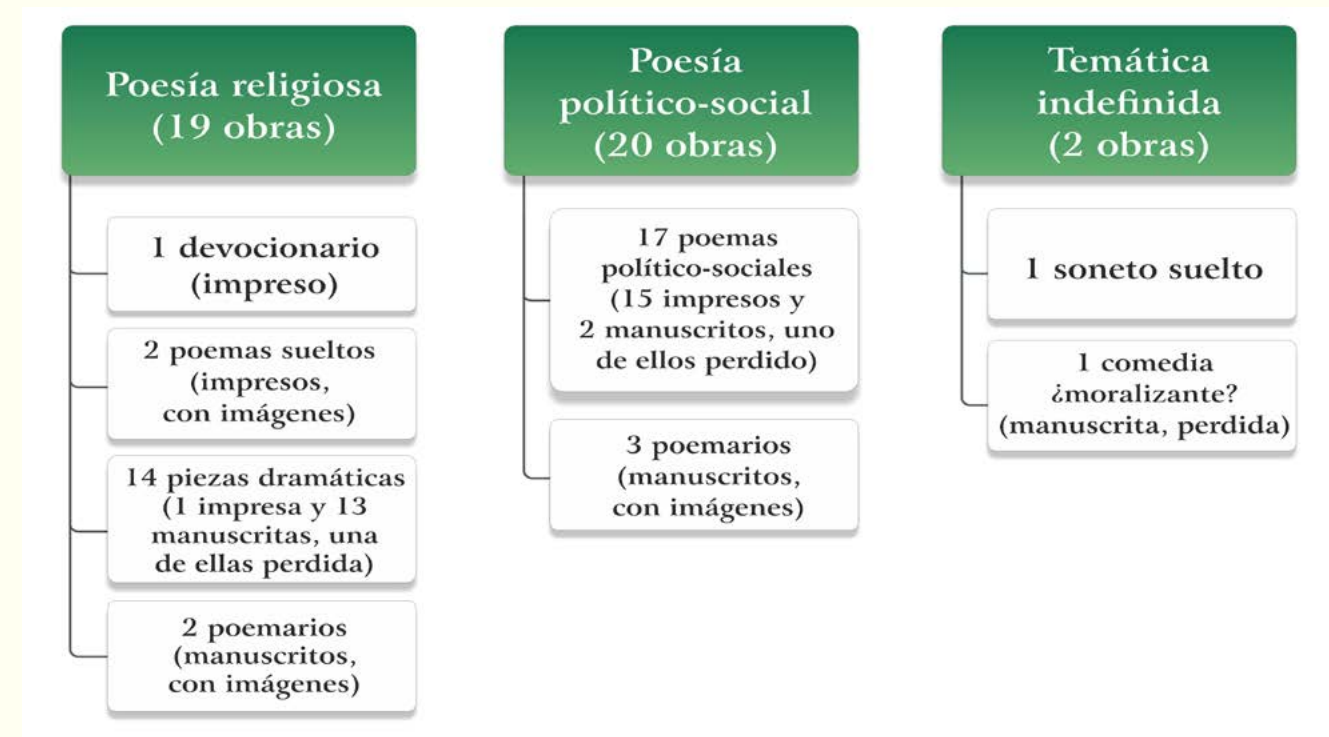 Poesía religiosa
(19 obras)
1 devocionario
(impreso)
2 poemas sueltos
(impresos,
con imágenes)
14 piezas dramáticas
(1 impresa y 13
manuscritas, una
de ellas perdida)
2 poemarios
(manuscritos,
con imágenes)
Poesía
político-social
(20 obras)
17 poemas
político-sociales
(15 impresos y
2 manuscritos, uno
de ellos perdido)
3 poemarios
(manuscritos,
con imágenes)
Temática
indefinida
(2 obras)
1 soneto suelto
1 comedia
¿moralizante?
(manuscrita, perdida)